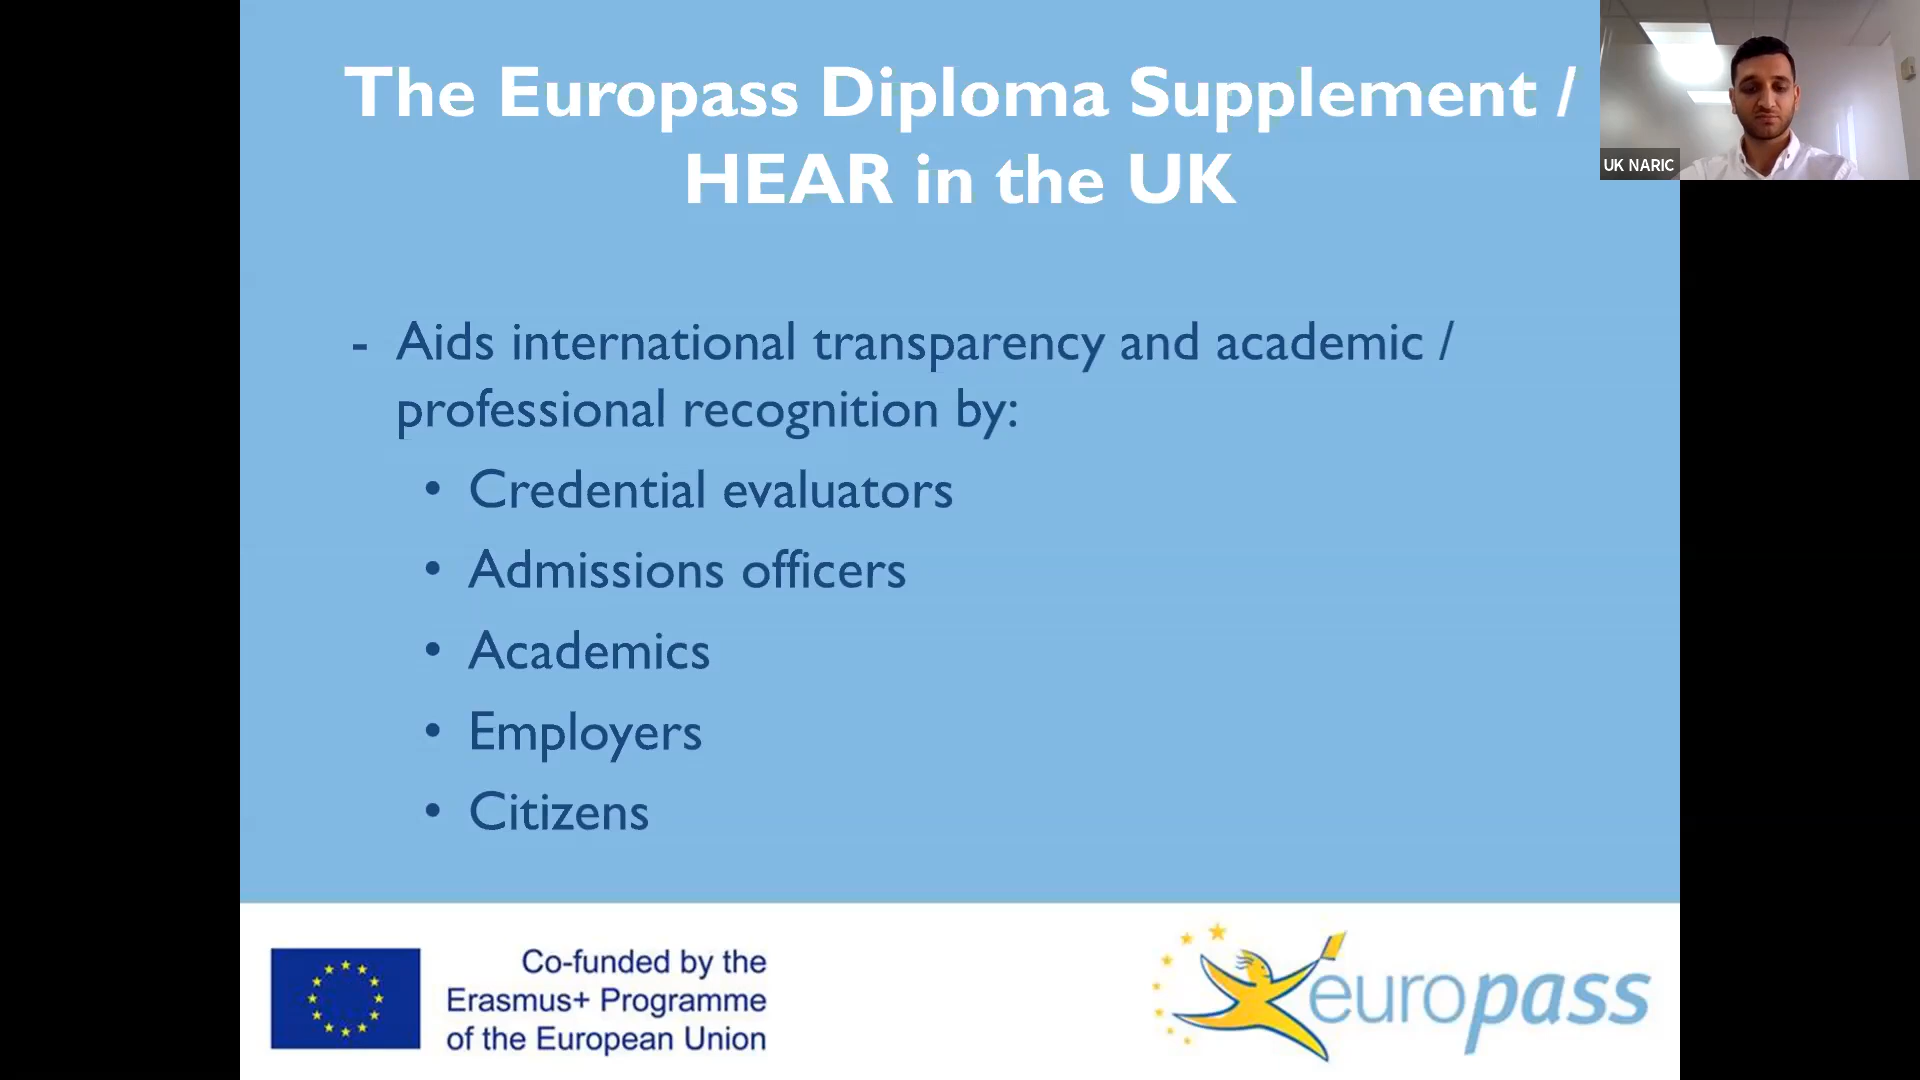 The Europass Diploma Supplement /
HEAR in the UK
UK NARIC
- Aids international transparency and academic /
professional recognition by:
• Credential evaluators
• Admissions officers
• Academics
• Employers
• Citizens
Co-funded by the
Erasmus+ Programme
of the European Union
europass